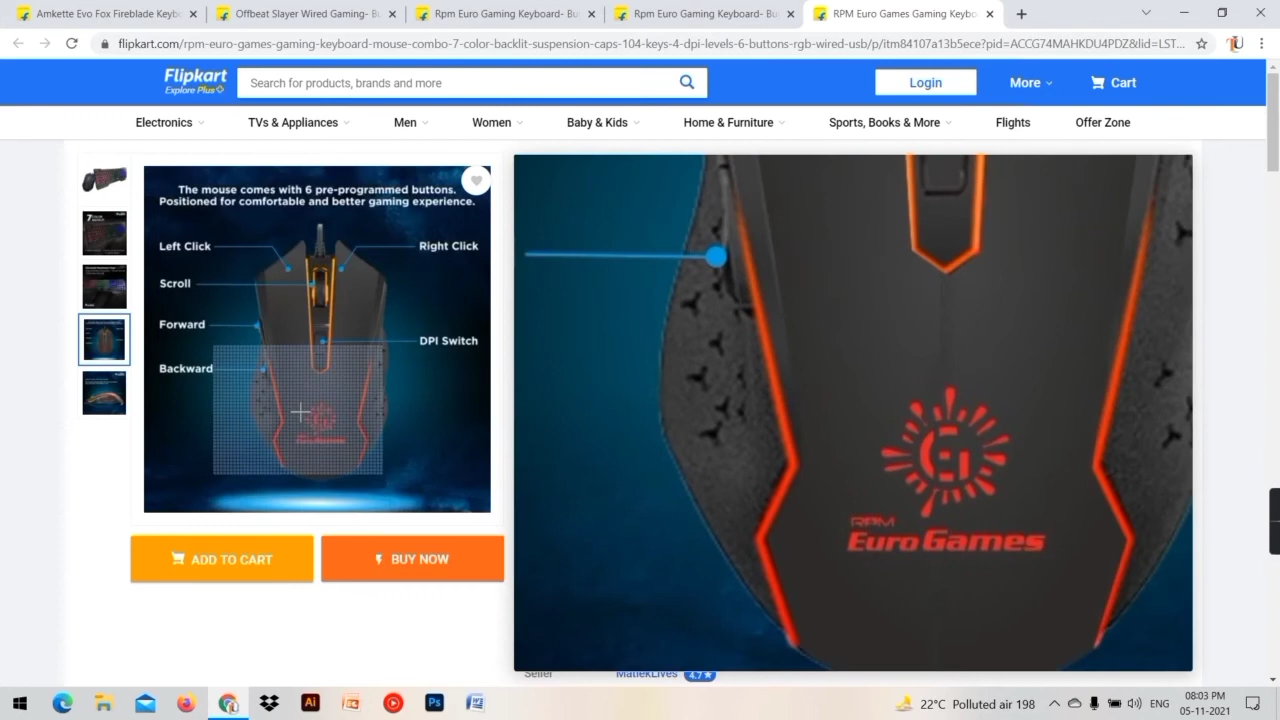 Amkette Evo Fox Fireblade Keybo
Offbeat Slayer Wired Gaming- Bu
Rpm Euro Gaming Keyboard- Buy
Rpm Euro Gaming Keyboard- Bu
RPM Euro Games Gaming Keybo
flipkart.com/rpm-euro-games-gaming-keyboard-mouse-combo-7-color-backlit-suspension-caps-104-keys-4-dpi-levels-6-buttons-rgb-wired-usb/p/itm84107a13b5ece?pid=ACCG74MAHKDU4PDZ&lid=LST...
Flipkart
Explore Plus
Search for products, brands and more
Login
More
Cart
Electronics
TVs & Appliances
Men
Women
Baby & Kids
Home & Furniture
Sports, Books & More
Flights
Offer Zone
The mouse comes with 6 pre-programmed buttons.
Positioned for comfortable and better gaming experience.
Left Click
Right Click
Scroll
Forward
DPI Switch
Backward
RPM
Euro Games
ADD TO CART
BUY NOW
Seller
MatlekLives
4.7★
22°C Polluted air 198
ENG
08:03 PM
05-11-2021